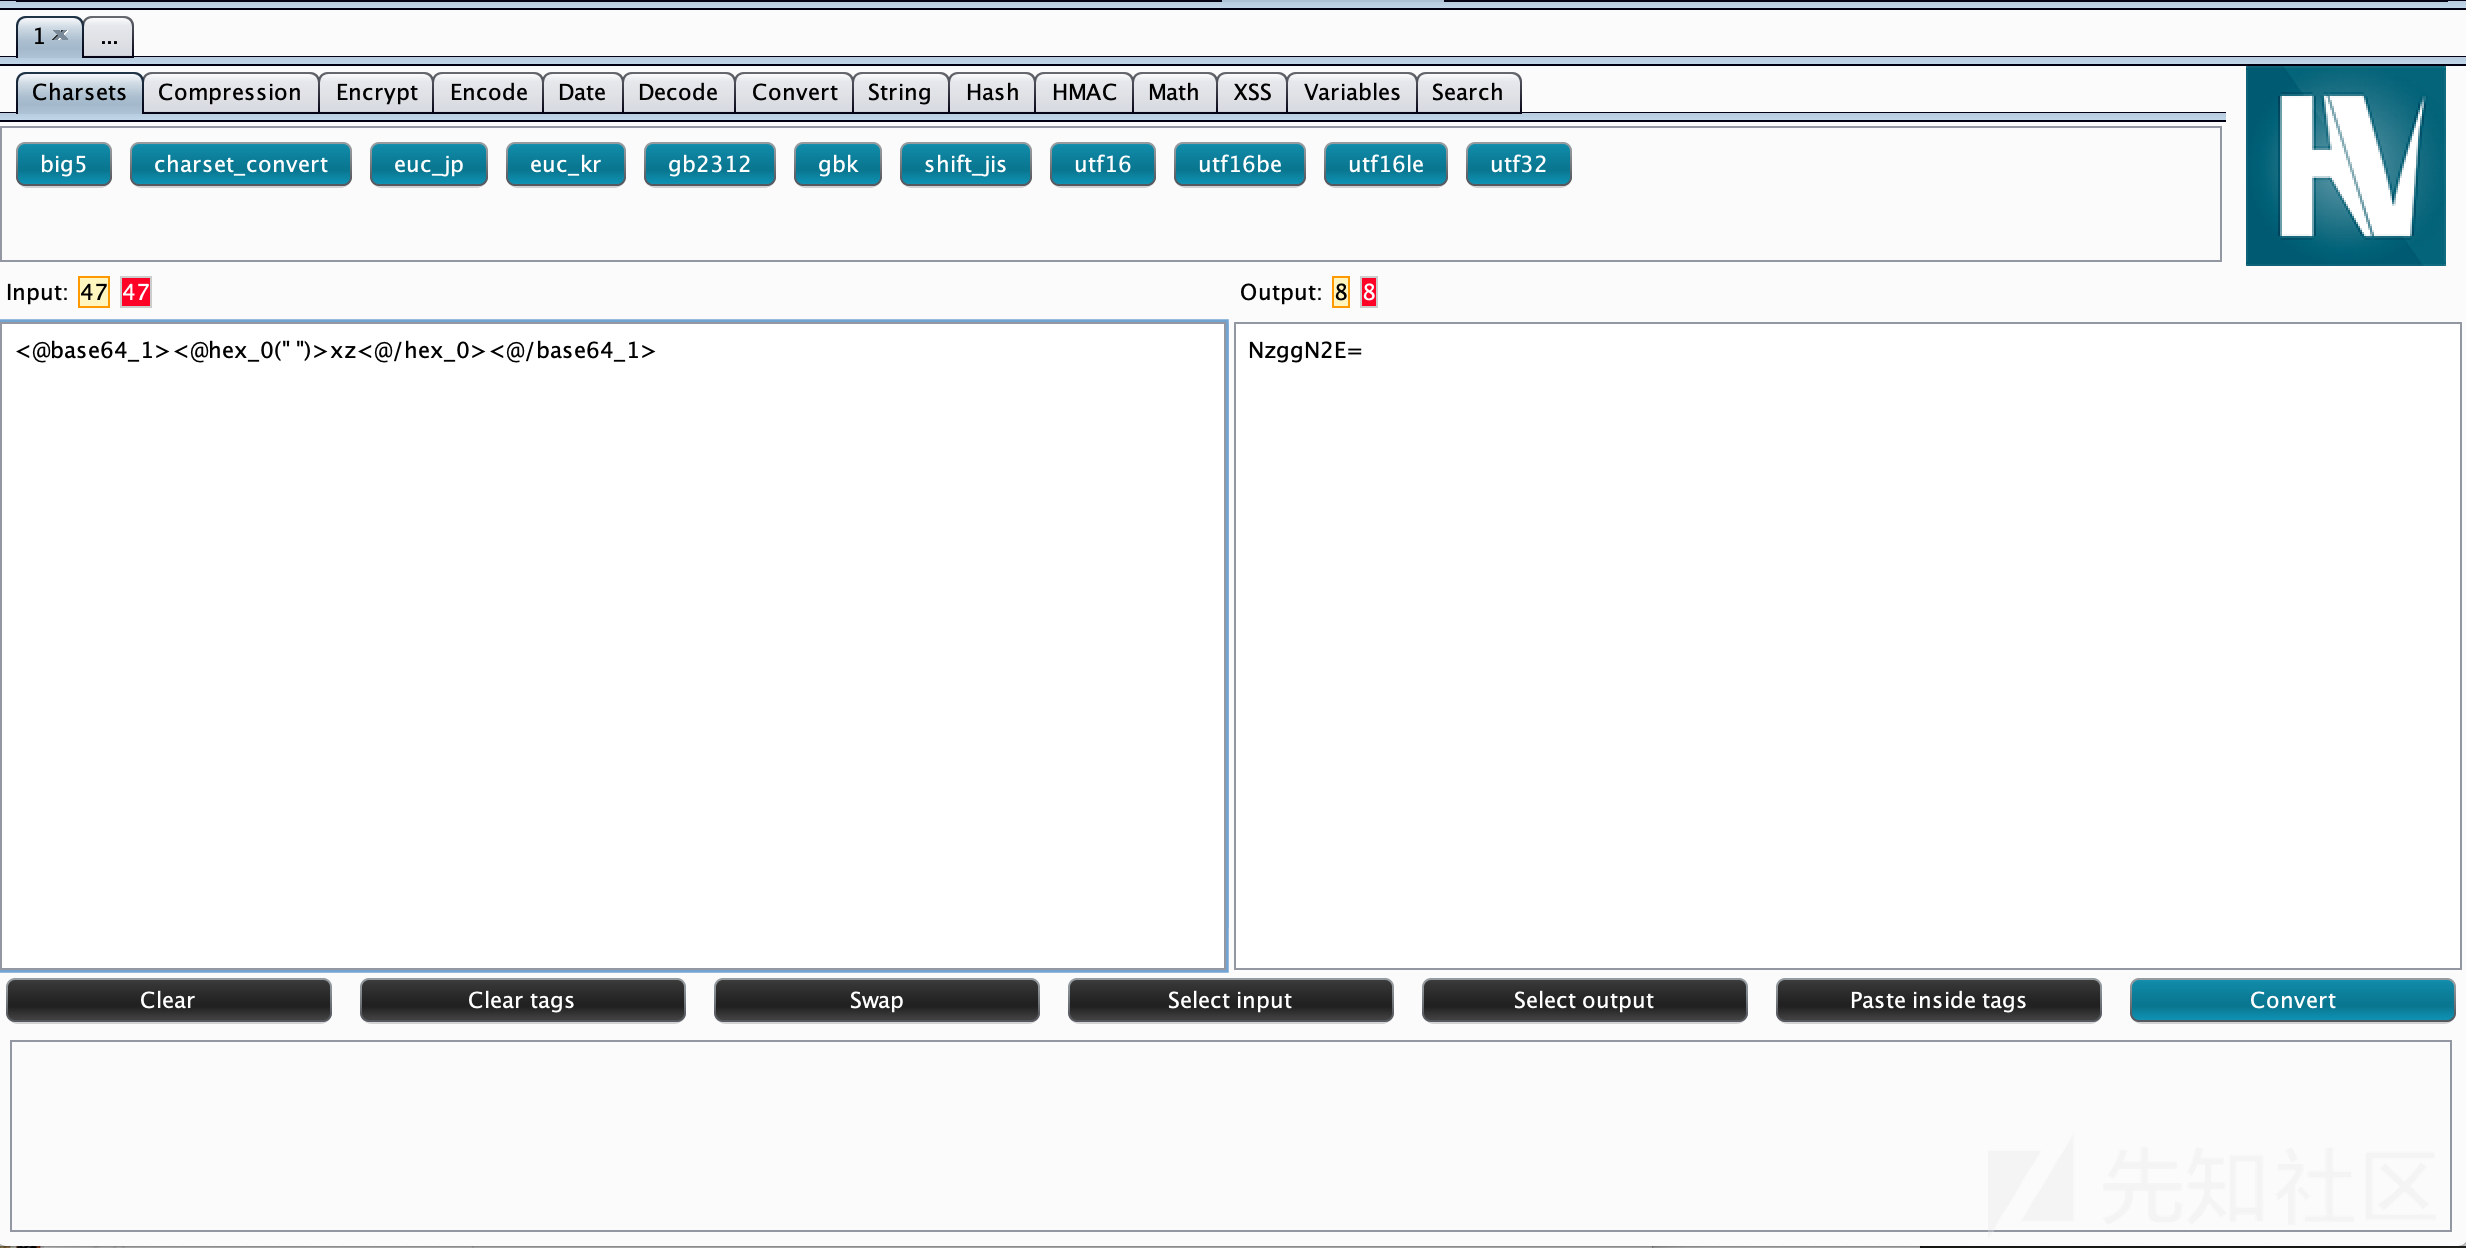 1 ...
Charsets Compression Encrypt Encode Date Decode Convert String Hash HMAC Math XSS Variables Search
big5 charset_convert euc_jp euc_kr gb2312 gbk shift_jis utf16 utf16be utf16le utf32
HV
Input: 47 47
Output: 8 8
<@base64_1><@hex_0(" ")>xz<@/hex_0><@/base64_1>
NzggN2E=
Clear Clear tags Swap Select input Select output Paste inside tags Convert
先知社区